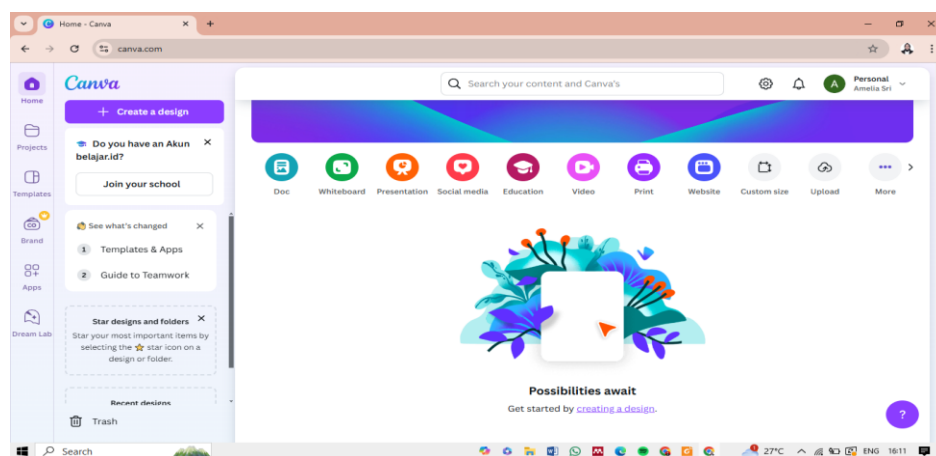 Home - Canva
canva.com
Home
Projects
Templates
Brand
Apps
Dream Lab
Canva
+ Create a design
Do you have an Akun
belajar.id?
Join your school
See what's changed
1 Templates & Apps
2 Guide to Teamwork
Star designs and folders
Star your most important items by
selecting the star icon on a
design or folder.
Recent designs
Trash
Search your content and Canva's
A
Personal
Amelia Sri
Doc Whiteboard Presentation Social media Education Video Print Website Custom size Upload More
Possibilities await
Get started by creating a design.
?
Search
27°C ENG 16:11